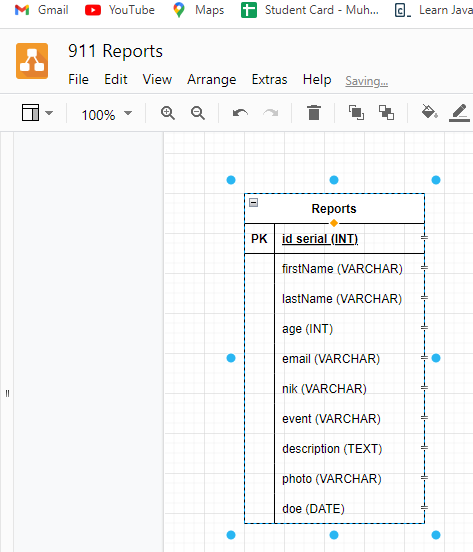 Gmail YouTube Maps Student Card - Muh... Learn Java
911 Reports
File Edit View Arrange Extras Help Saving...
100%
Reports
PK id serial (INT)
firstName (VARCHAR)
lastName (VARCHAR)
age (INT)
email (VARCHAR)
nik (VARCHAR)
event (VARCHAR)
description (TEXT)
photo (VARCHAR)
doe (DATE)